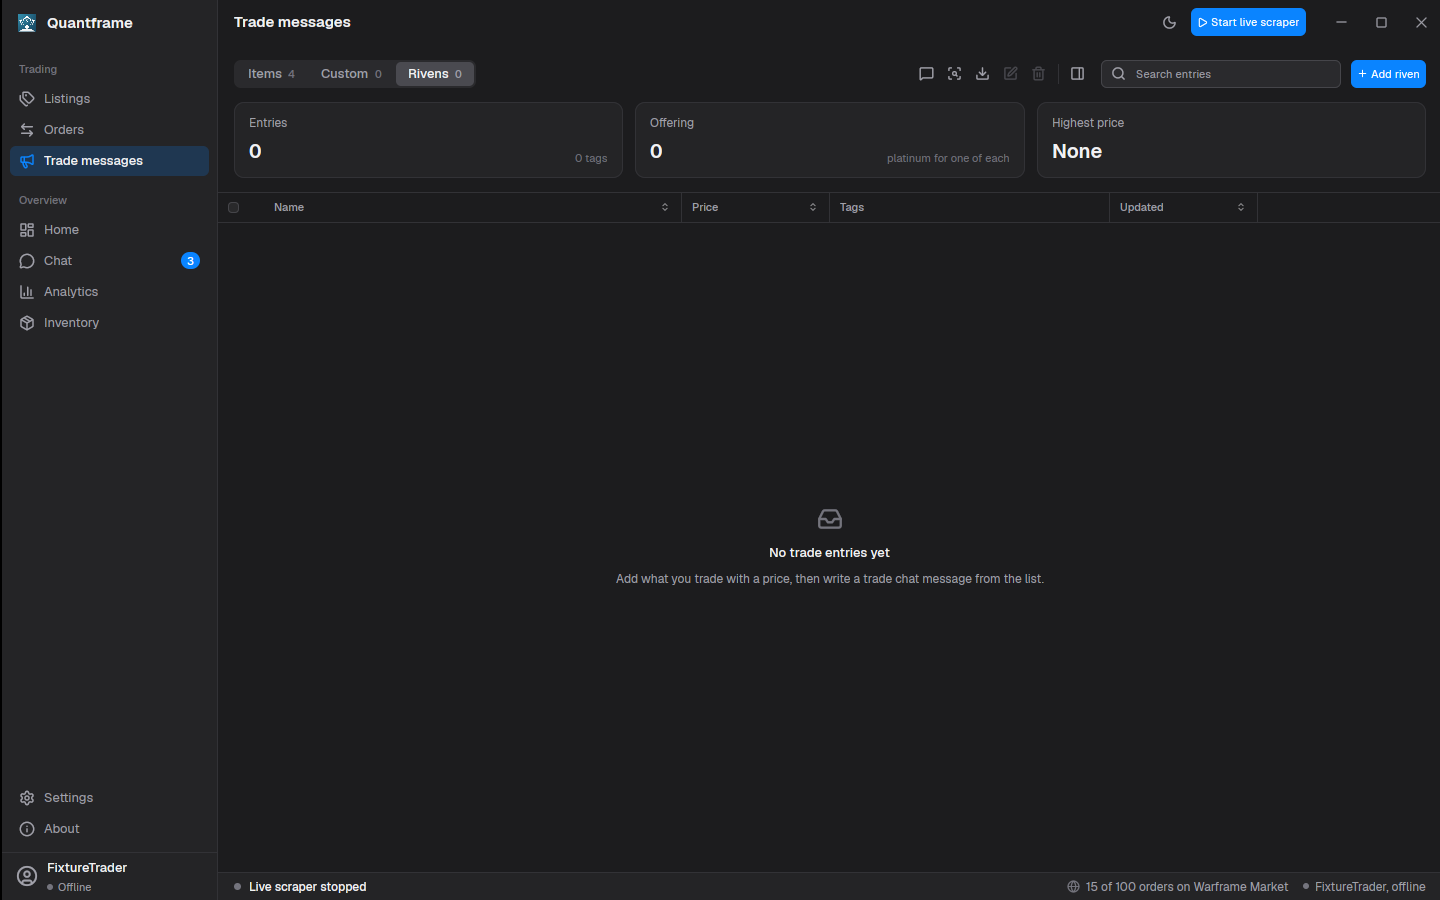 Quantframe
Trade messages
Start live scraper
Trading
Listings
Orders
Trade messages
Overview
Home
Chat 3
Analytics
Inventory
Settings
About
FixtureTrader
Offline
Items 4 Custom 0 Rivens 0
Search entries
+ Add riven
Entries
0
0 tags
Offering
0
platinum for one of each
Highest price
None
Name Price Tags Updated
No trade entries yet
Add what you trade with a price, then write a trade chat message from the list.
Live scraper stopped
15 of 100 orders on Warframe Market
FixtureTrader, offline